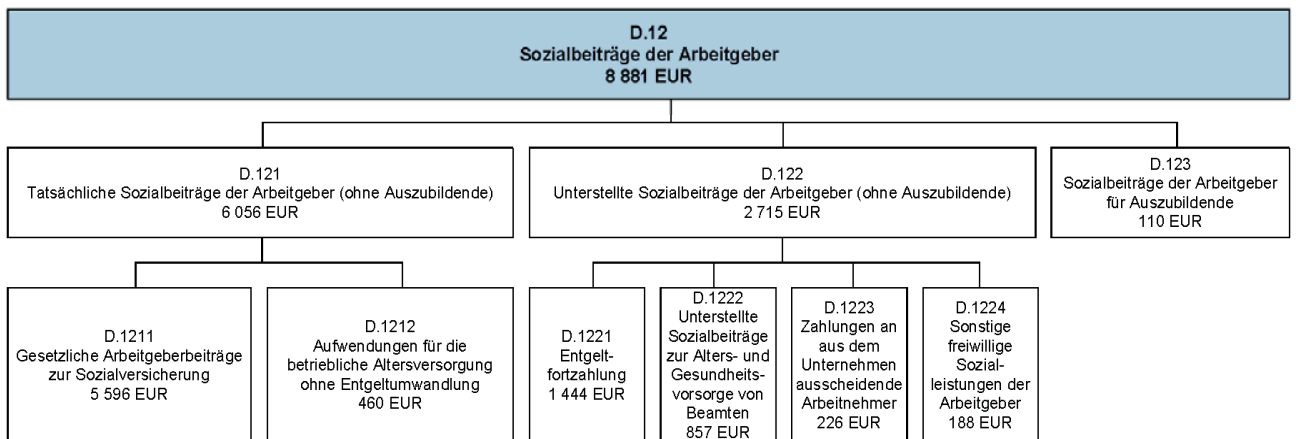 D.12
Sozialbeiträge der Arbeitgeber
8 881 EUR
D.121
Tatsächliche Sozialbeiträge der Arbeitgeber (ohne Auszubildende)
6 056 EUR
D.122
Unterstellte Sozialbeiträge der Arbeitgeber (ohne Auszubildende)
2 715 EUR
D.123
Sozialbeiträge der Arbeitgeber
für Auszubildende
110 EUR
D.1211
Gesetzliche Arbeitgeberbeiträge
zur Sozialversicherung
5 596 EUR
D.1212
Aufwendungen für die
betriebliche Altersversorgung
ohne Entgeltumwandlung
460 EUR
D.1221
Entgelt-
fortzahlung
1 444 EUR
D.1222
Unterstellte
Sozialbeiträge
zur Alters- und
Gesundheits-
vorsorge von
Beamten
857 EUR
D.1223
Zahlungen an
aus dem
Unternehmen
ausscheidende
Arbeitnehmer
226 EUR
D.1224
Sonstige
freiwillige
Sozial-
leistungen der
Arbeitgeber
188 EUR